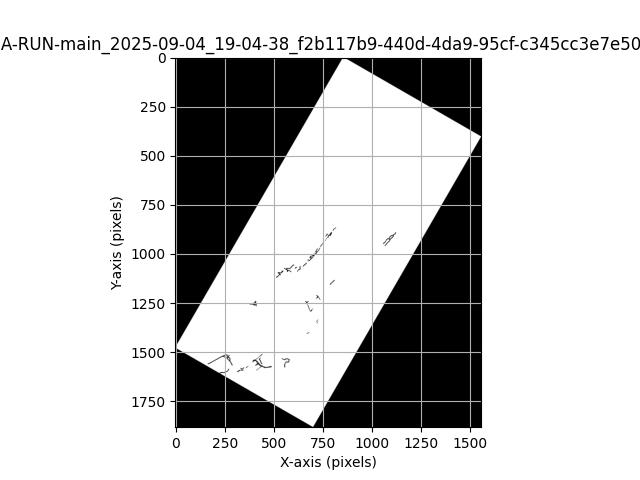 A-RUN-main_2025-09-04_19-04-38_f2b117b9-440d-4da9-95cf-c345cc3e7e50
0
250
500
750
1000
1250
1500
1750
Y-axis (pixels)
0 250 500 750 1000 1250 1500
X-axis (pixels)